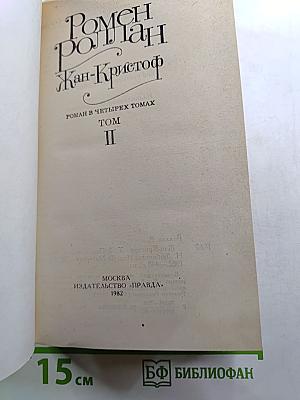 Ромен
Роллан
Жан-Кристоф
РОМАН В ЧЕТЫРЕХ ТОМАХ
ТОМ
II
МОСКВА
ИЗДАТЕЛЬСТВО «ПРАВДА»
1982
15 см
БФ БИБЛИОФАН